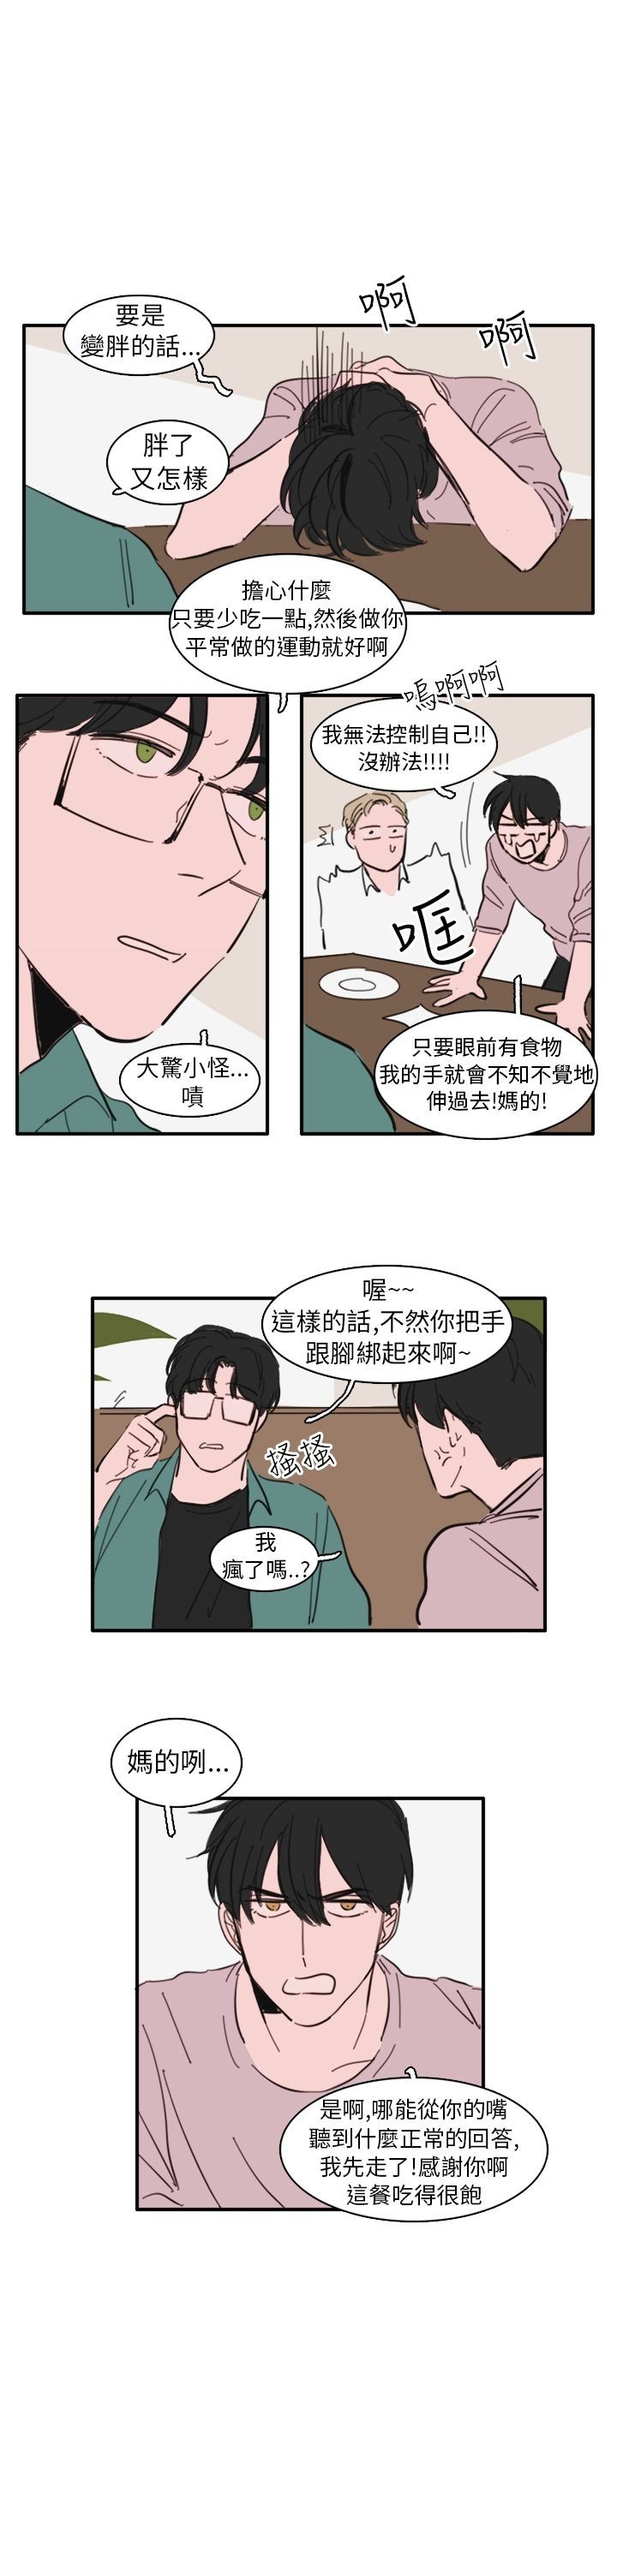 要是
變胖的話...
啊
啊
胖了
又怎樣
擔心什麼
只要少吃一點,然後做你
平常做的運動就好啊
嗚啊啊
我無法控制自己!!
沒辦法!!!!
哐
大驚小怪...
嘖
只要眼前有食物
我的手就會不知不覺地
伸過去!媽的!
喔~~
這樣的話,不然你把手
跟腳綁起來啊~
搔搔
我
瘋了嗎..?
媽的咧...
是啊,哪能從你的嘴
聽到什麼正常的回答,
我先走了!感謝你啊
這餐吃得很飽